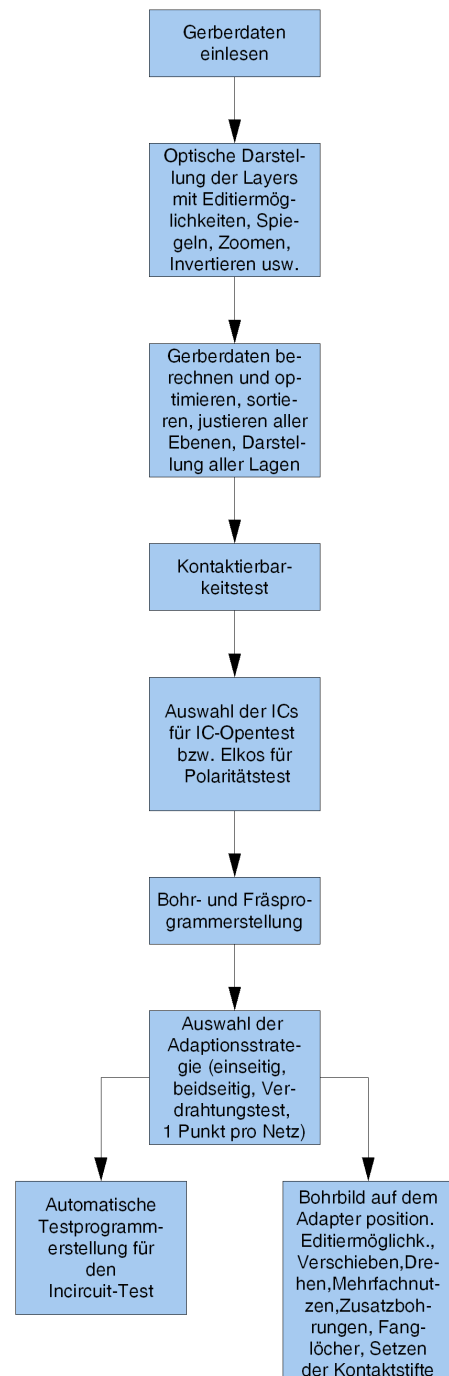 Gerberdaten
einlesen
Optische Darstel-
lung der Layers
mit Editiermög-
lichkeiten, Spie-
geln, Zoomen,
Invertieren usw.
Gerberdaten be-
rechnen und op-
timieren, sortie-
ren, justieren aller
Ebenen, Darstel-
lung aller Lagen
Kontaktierbar-
keitstest
Auswahl der ICs
für IC-Opentest
bzw. Elkos für
Polaritätstest
Bohr- und Fräspro-
grammerstellung
Auswahl der
Adaptionsstrate-
gie (einseitig,
beidseitig, Ver-
drahtungstest,
1 Punkt pro Netz)
Automatische
Testprogramm-
erstellung für
den
Incircuit-Test
Bohrbild auf dem
Adapter position.
Editiermöglichk.,
Verschieben,Dre-
hen,Mehrfachnut-
zen,Zusatzboh-
rungen, Fang-
löcher, Setzen
der Kontaktstifte